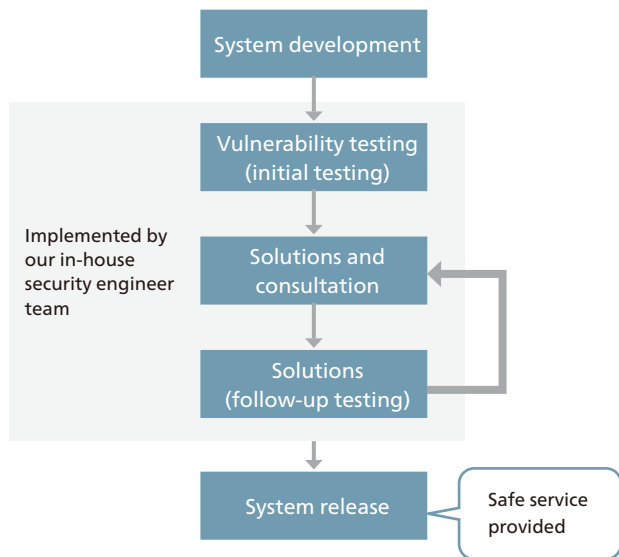 System development
Vulnerability testing
(initial testing)
Implemented by
our in-house
security engineer
team
Solutions and
consultation
Solutions
(follow-up testing)
System release
Safe service
provided